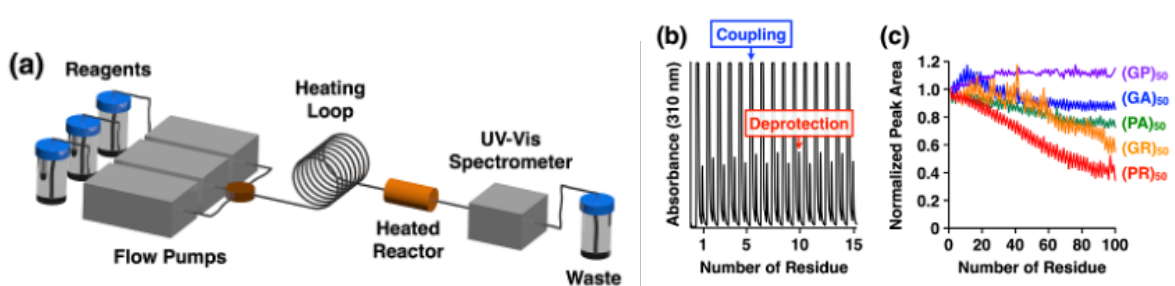 (a)
Reagents
Heating
Loop
UV-Vis
Spectrometer
Flow Pumps
Heated
Reactor
Waste
(b)
Coupling
Deprotection
Absorbance (310 nm)
1 5 10 15
Number of Residue
(c)
Normalized Peak Area
1.2
1.0
0.8
0.6
0.4
0.2
0
0 20 40 60 80 100
Number of Residue
(GP)50
(GA)50
(PA)50
(GR)50
(PR)50